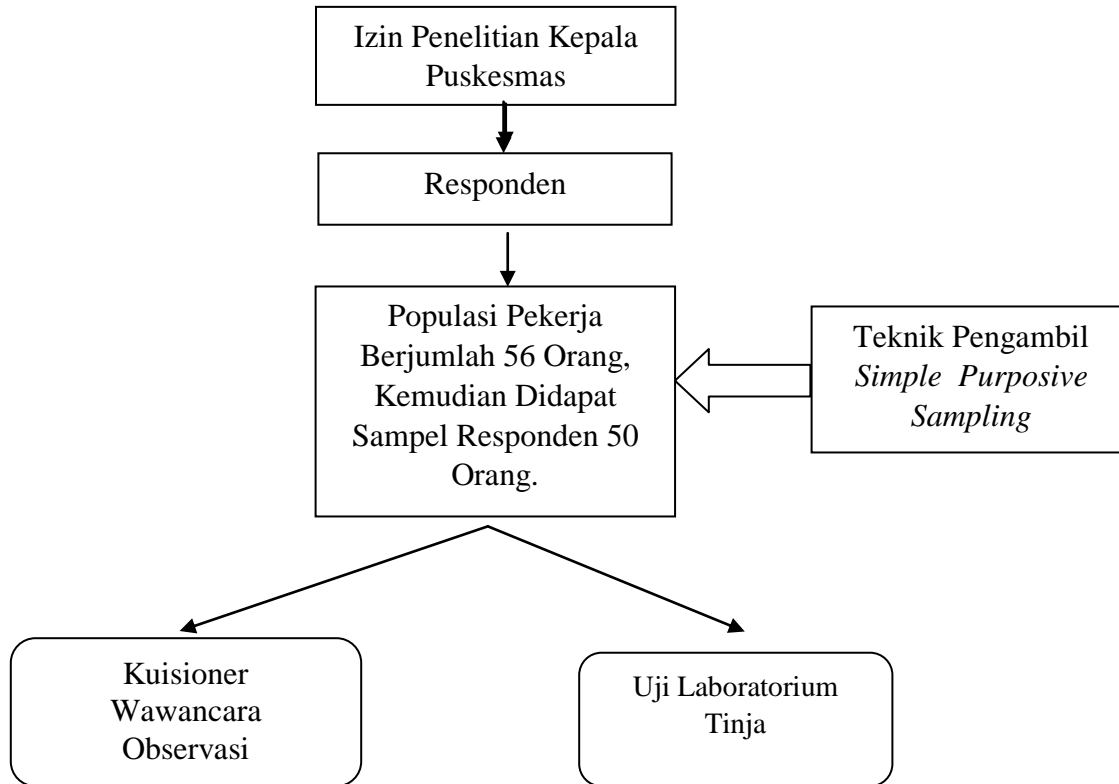 Izin Penelitian Kepala
Puskesmas
Responden
Populasi Pekerja
Berjumlah 56 Orang,
Kemudian Didapat
Sampel Responden 50
Orang.
Teknik Pengambil
Simple Purposive
Sampling
Kuisioner
Wawancara
Observasi
Uji Laboratorium
Tinja